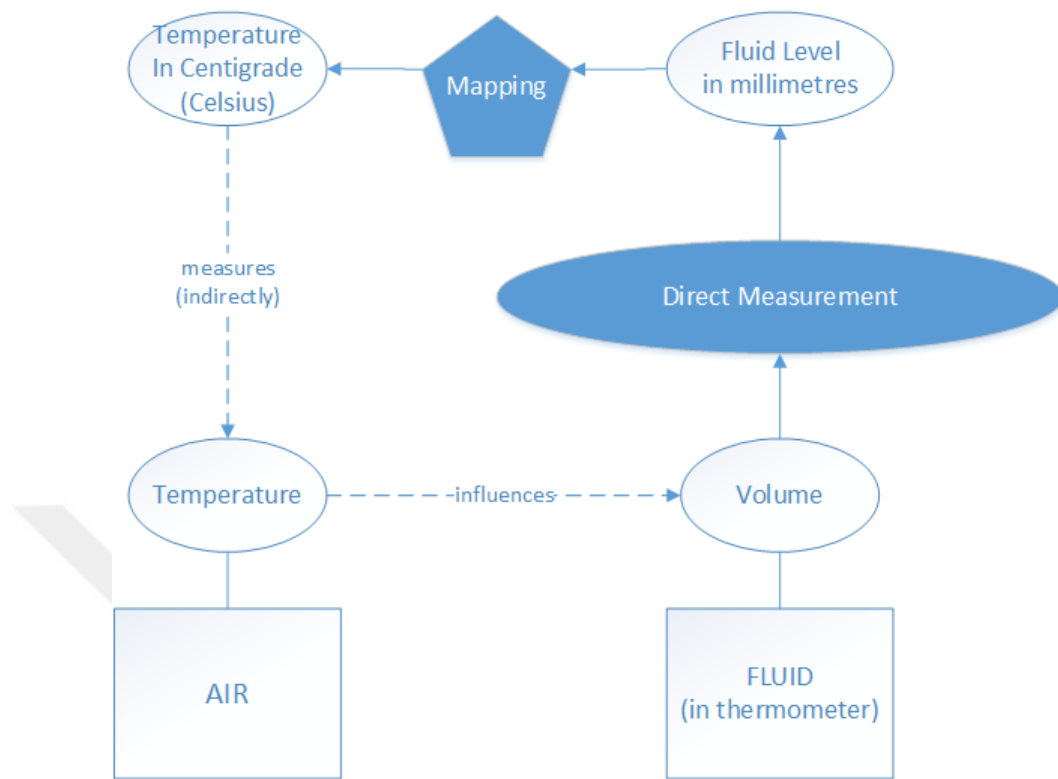 Temperature
In Centigrade
(Celsius)
Mapping
Fluid Level
in millimetres
measures
(indirectly)
Direct Measurement
Temperature
influences
Volume
AIR
FLUID
(in thermometer)